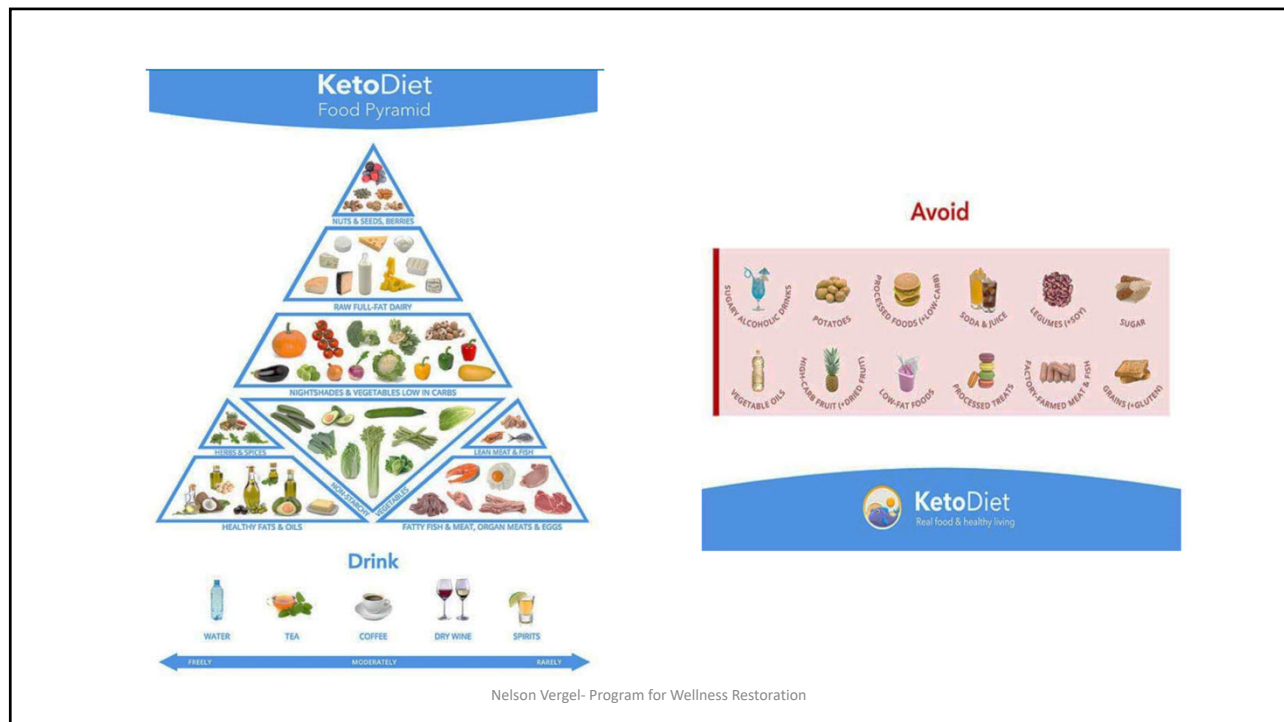 KetoDiet
Food Pyramid
NUTS & SEEDS, BERRIES
RAW FULL-FAT DAIRY
NIGHTSHADES & VEGETABLES LOW IN CARBS
HERBS & SPICES
LEAN MEAT & FISH
NON-STARCHY VEGETABLES
HEALTHY FATS & OILS
FATTY FISH & MEAT, ORGAN MEATS & EGGS
Drink
WATER
TEA
COFFEE
DRY WINE
SPIRITS
FREELY
MODERATELY
RARELY
Avoid
SUGARY ALCOHOLIC DRINKS
POTATOES
PROCESSED FOODS (+LOW-CARB)
SODA & JUICE
LEGUMES (+SOY)
SUGAR
VEGETABLE OILS
HIGH-CARB FRUIT (+DRIED FRUIT)
LOW-FAT FOODS
PROCESSED TREATS
FACTORY-FARMED MEAT & FISH
GRAINS (+GLUTEN)
KetoDiet
Real food & healthy living
Nelson Vergel- Program for Wellness Restoration